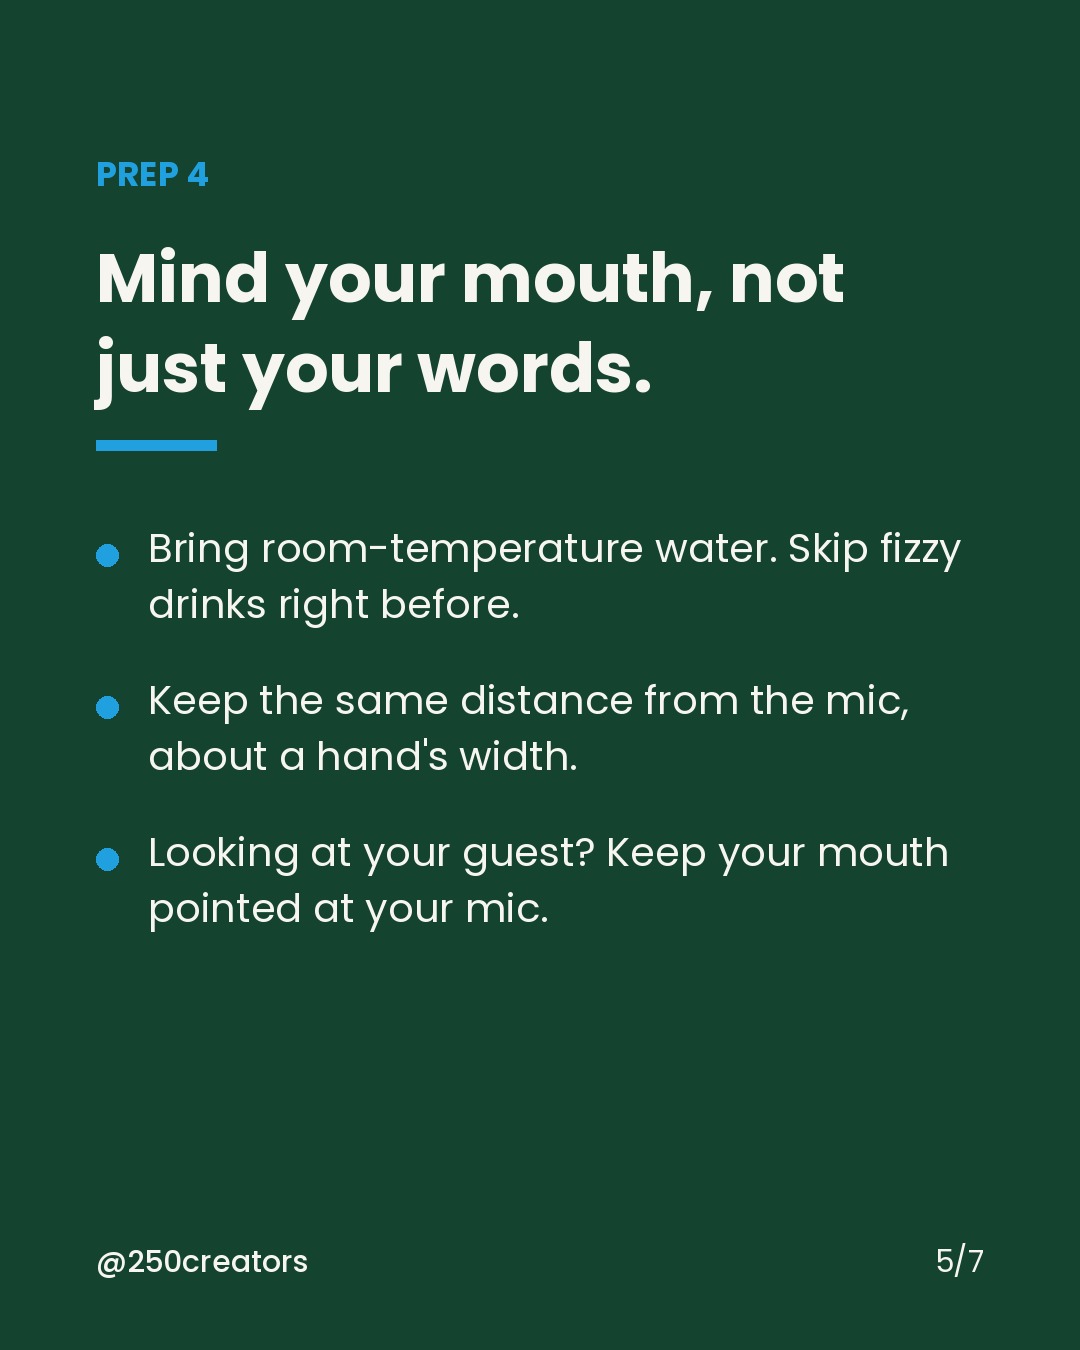 PREP 4
Mind your mouth, not
just your words.
Bring room-temperature water. Skip fizzy
drinks right before.
Keep the same distance from the mic,
about a hand's width.
Looking at your guest? Keep your mouth
pointed at your mic.
@250creators
5/7